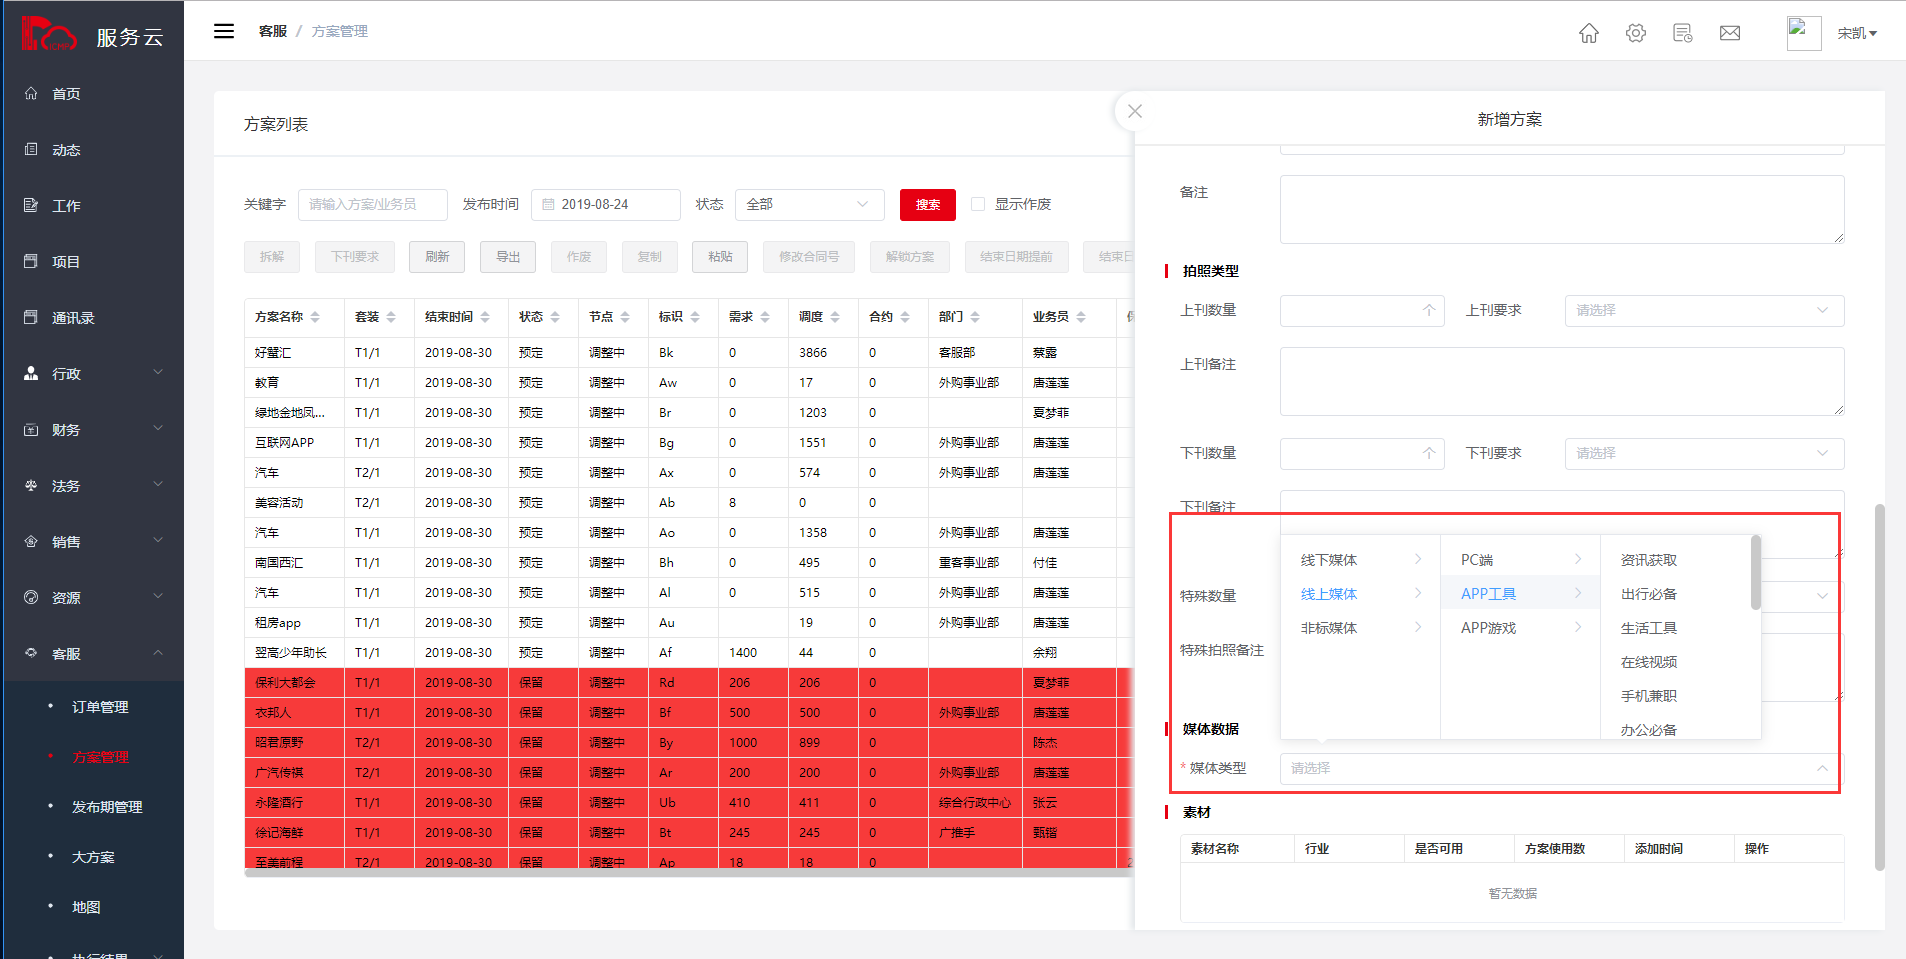 服务云
客服 / 方案管理
宋凯
首页
动态
工作
项目
通讯录
行政
财务
法务
销售
资源
客服
订单管理
方案管理
发布期管理
大方案
地图
执行结果
方案列表
关键字 请输入方案/业务员 发布时间 2019-08-24 状态 全部 搜索 显示作废
拆解 下刊要求 刷新 导出 作废 复制 粘贴 修改合同号 解锁方案 结束日期提前 结束日
方案名称 套装 结束时间 状态 节点 标识 需求 调度 合约 部门 业务员
好蟹汇 T1/1 2019-08-30 预定 调整中 Bk 0 3866 0 客服部 蔡露
教育 T1/1 2019-08-30 预定 调整中 Aw 0 17 0 外购事业部 唐莲莲
绿地金地凤... T1/1 2019-08-30 预定 调整中 Br 0 1203 0 夏梦菲
互联网APP T1/1 2019-08-30 预定 调整中 Bg 0 1551 0 外购事业部 唐莲莲
汽车 T2/1 2019-08-30 预定 调整中 Ax 0 574 0 外购事业部 唐莲莲
美容活动 T2/1 2019-08-30 预定 调整中 Ab 8 0 0
汽车 T1/1 2019-08-30 预定 调整中 Ao 0 1358 0 外购事业部 唐莲莲
南国西汇 T1/1 2019-08-30 预定 调整中 Bh 0 495 0 重客事业部 付佳
汽车 T1/1 2019-08-30 预定 调整中 Al 0 515 0 外购事业部 唐莲莲
租房app T1/1 2019-08-30 预定 调整中 Au 19 0 外购事业部 唐莲莲
翌高少年助长 T1/1 2019-08-30 预定 调整中 Af 1400 44 0 余翔
保利大都会 T1/1 2019-08-30 保留 调整中 Rd 206 206 0 夏梦菲
衣邦人 T1/1 2019-08-30 保留 调整中 Bf 500 500 0 外购事业部 唐莲莲
昭君原野 T2/1 2019-08-30 保留 调整中 By 1000 899 0 陈杰
广汽传祺 T2/1 2019-08-30 保留 调整中 Ar 200 200 0 外购事业部 唐莲莲
永隆酒行 T1/1 2019-08-30 保留 调整中 Ub 410 411 0 综合行政中心 张云
徐记海鲜 T1/1 2019-08-30 保留 调整中 Bt 245 245 0 广推手 甄锴
至美前程 T2/1 2019-08-30 保留 调整中 Ap 18 18 0 2
新增方案
备注
拍照类型
上刊数量 个 上刊要求 请选择
上刊备注
下刊数量 个 下刊要求 请选择
下刊备注
特殊数量
特殊拍照备注
线下媒体 PC端 资讯获取
线上媒体 APP工具 出行必备
非标媒体 APP游戏 生活工具
在线视频
手机兼职
办公必备
媒体数据
* 媒体类型 请选择
素材
素材名称 行业 是否可用 方案使用数 添加时间 操作
暂无数据